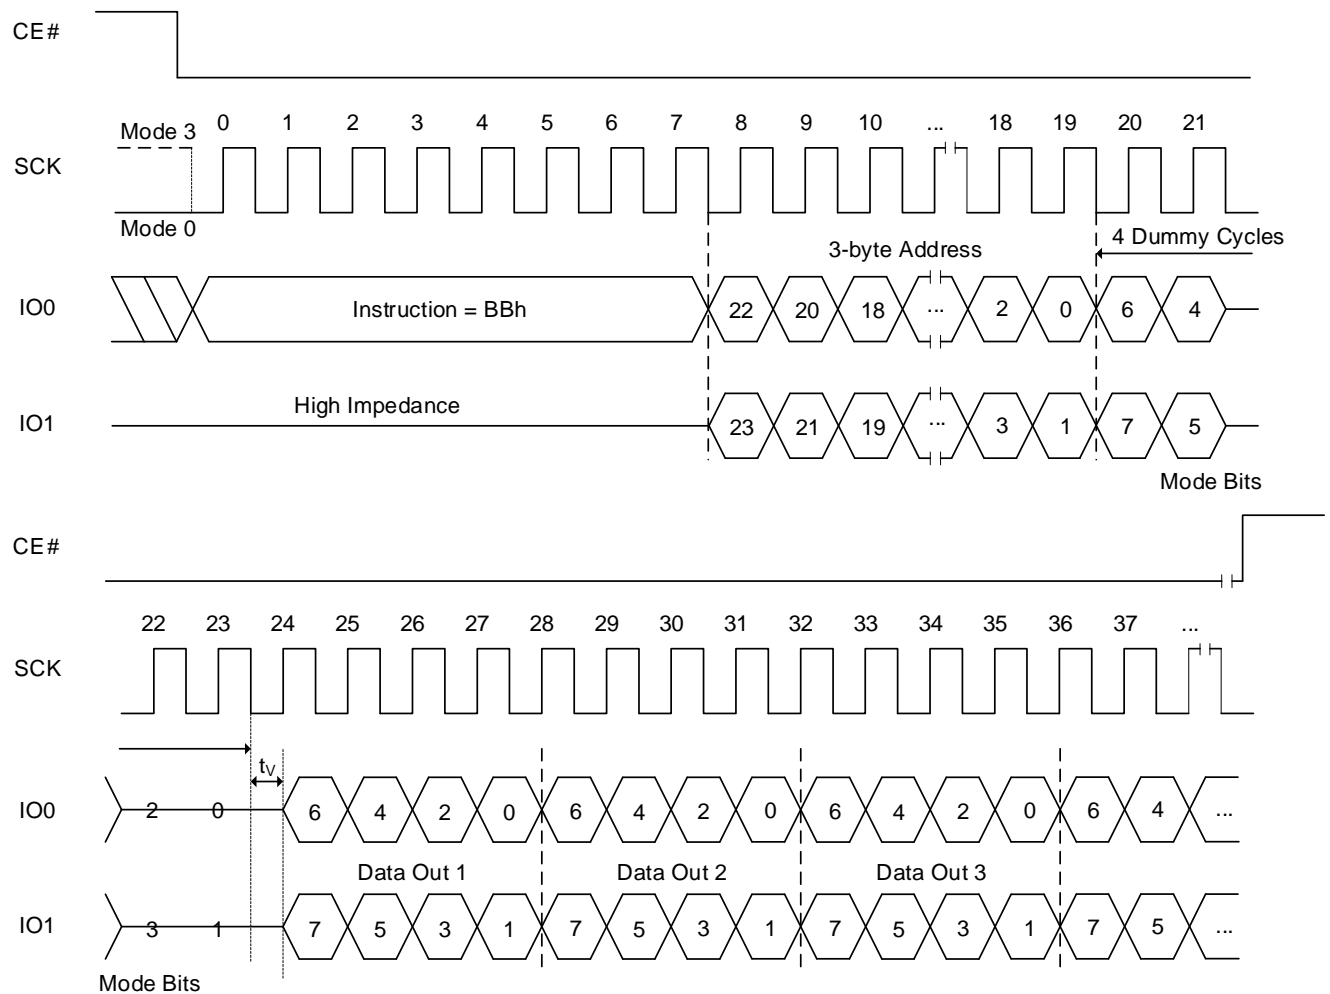 CE#
Mode 3 0 1 2 3 4 5 6 7 8 9 10 ... 18 19 20 21
SCK
Mode 0
3-byte Address 4 Dummy Cycles
IO0 Instruction = BBh 22 20 18 ... 2 0 6 4
High Impedance
IO1 23 21 19 ... 3 1 7 5
Mode Bits
CE#
22 23 24 25 26 27 28 29 30 31 32 33 34 35 36 37 ...
SCK
tV
IO0 2 0 6 4 2 0 6 4 2 0 6 4 2 0 6 4 ...
Data Out 1 Data Out 2 Data Out 3
IO1 3 1 7 5 3 1 7 5 3 1 7 5 3 1 7 5 ...
Mode Bits